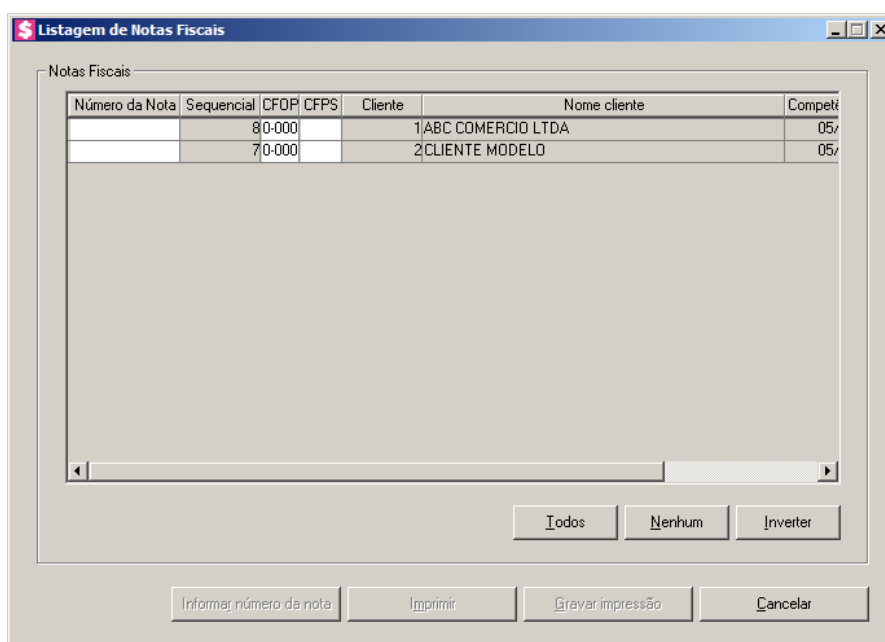 $ Listagem de Notas Fiscais
Notas Fiscais
Número da Nota Sequencial CFOP CFPS Cliente Nome cliente Competê
8 0-000 1 ABC COMERCIO LTDA 05/
7 0-000 2 CLIENTE MODELO 05/
Todos Nenhum Inverter
Informar número da nota Imprimir Gravar impressão Cancelar